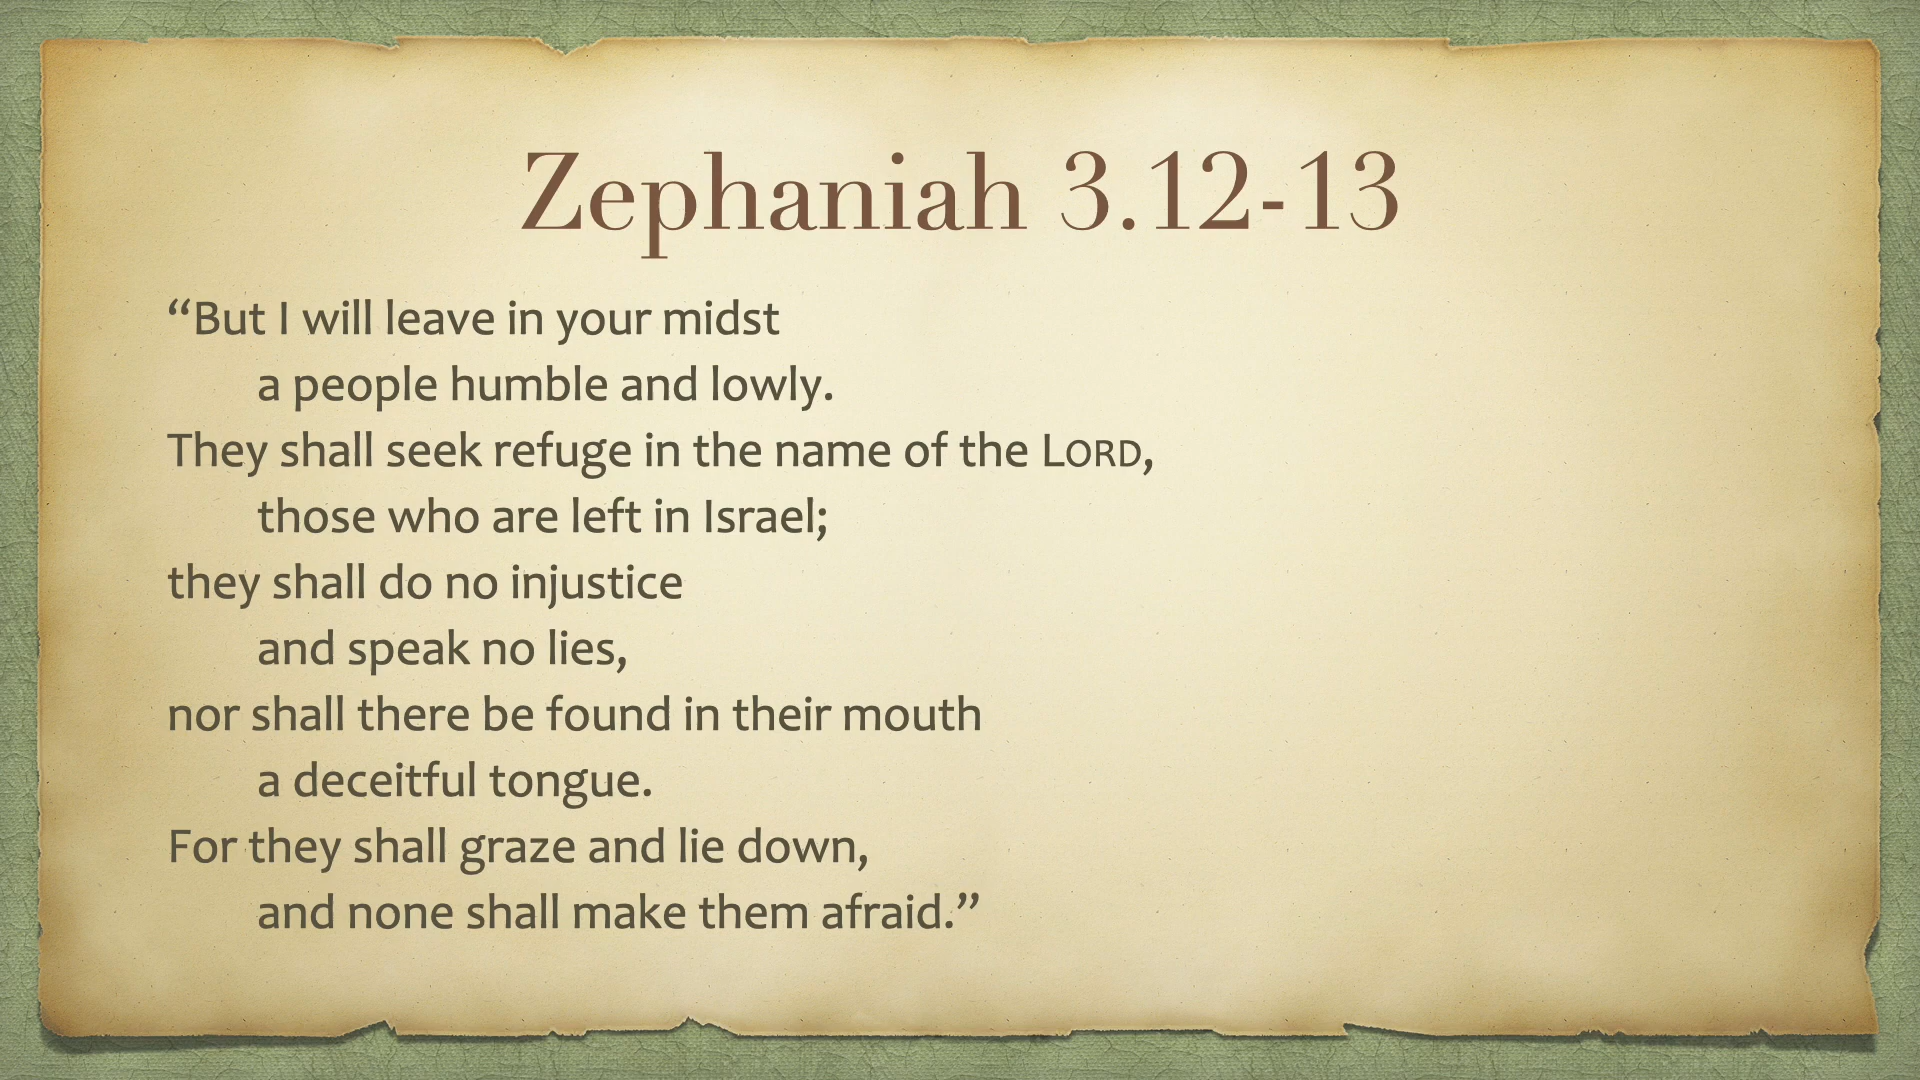 Zephaniah 3.12-13
“But I will leave in your midst
a people humble and lowly.
They shall seek refuge in the name of the LORD,
those who are left in Israel;
they shall do no injustice
and speak no lies,
nor shall there be found in their mouth
a deceitful tongue.
For they shall graze and lie down,
and none shall make them afraid.”